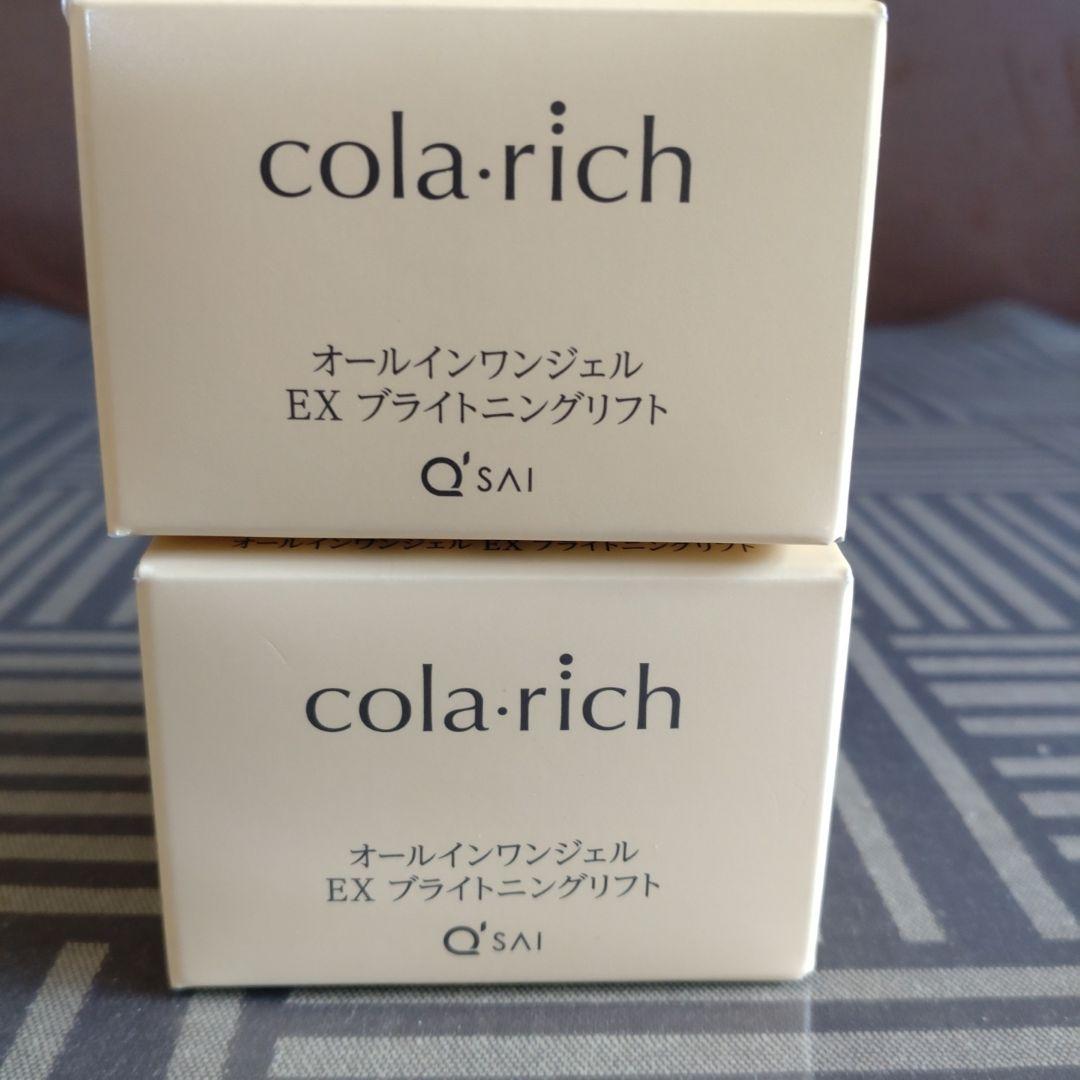 cola·rich
オールインワンジェル
EX ブライトニングリフト
Q'SAI
オールインワンジェル EX ブライトニングリフト
cola·rich
オールインワンジェル
EX ブライトニングリフト
Q'SAI